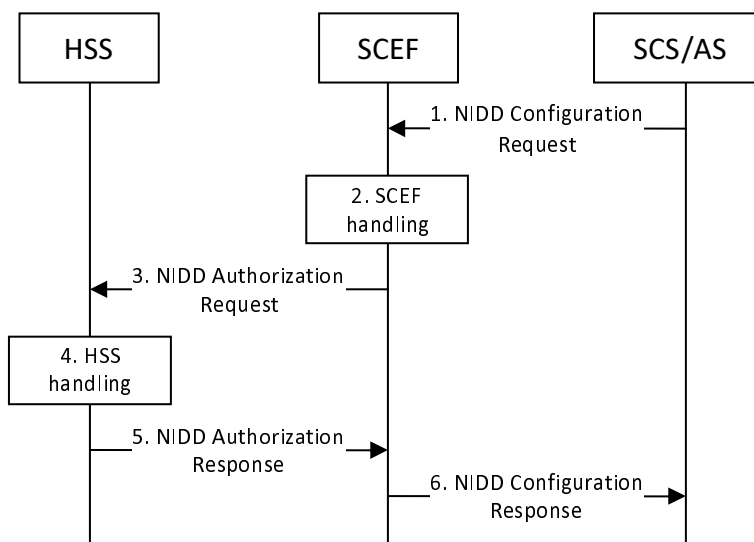 HSS
SCEF
SCS/AS
1. NIDD Configuration
Request
2. SCEF
handling
3. NIDD Authorization
Request
4. HSS
handling
5. NIDD Authorization
Response
6. NIDD Configuration
Response